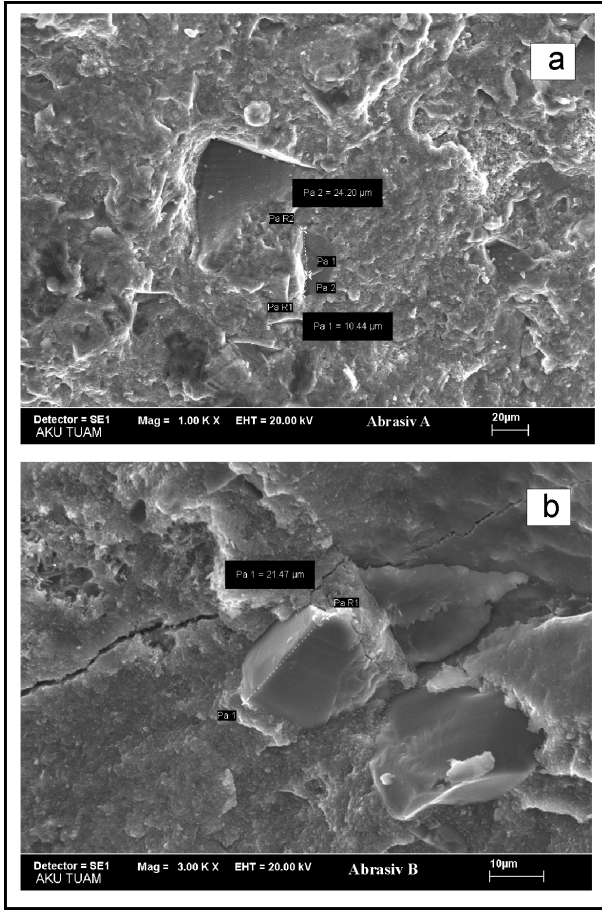 a
Pa 2 = 24.20 µm
Pa R2
Pa 1
Pa 2
Pa R1
Pa 1 = 10.44 µm
Detector = SE1 Mag = 1.00 K X EHT = 20.00 kV Abrasiv A 20µm
AKU TUAM
b
Pa 1 = 21.47 µm
Pa R1
Pa 1
Detector = SE1 Mag = 3.00 K X EHT = 20.00 kV Abrasiv B 10µm
AKU TUAM